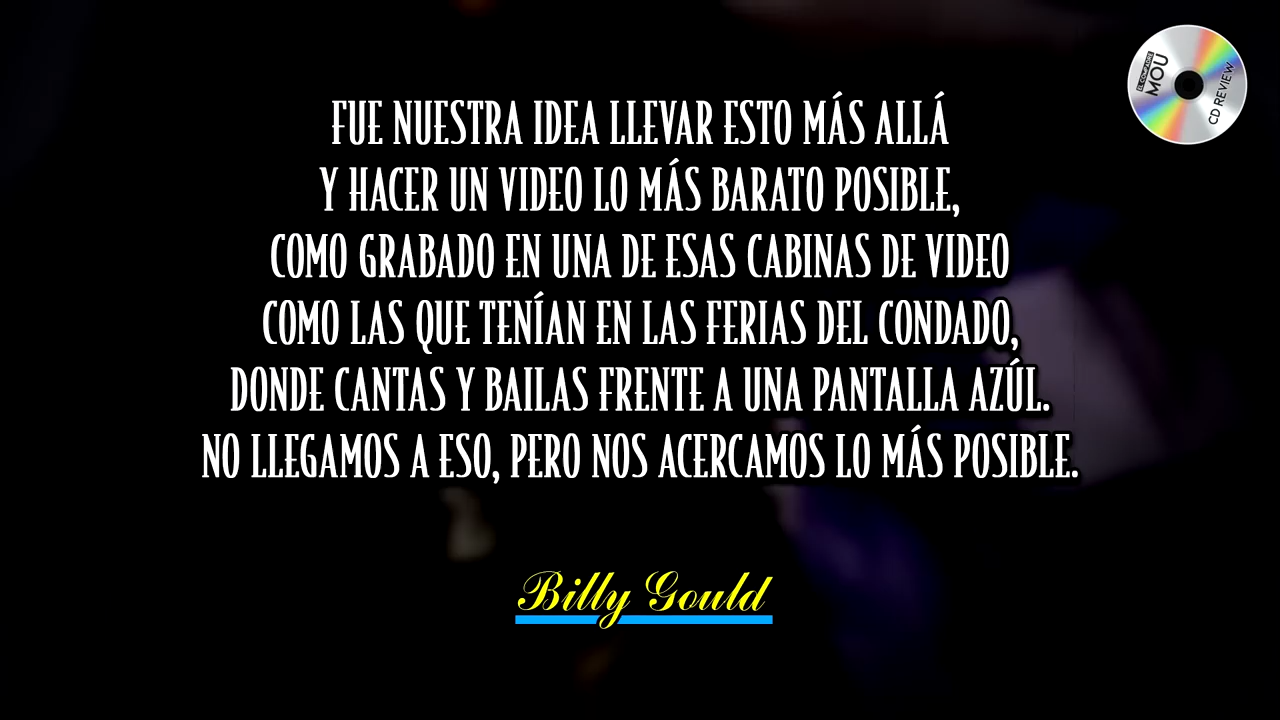 FUE NUESTRA IDEA LLEVAR ESTO MÁS ALLÁ
Y HACER UN VIDEO LO MÁS BARATO POSIBLE,
COMO GRABADO EN UNA DE ESAS CABINAS DE VIDEO
COMO LAS QUE TENÍAN EN LAS FERIAS DEL CONDADO,
DONDE CANTAS Y BAILAS FRENTE A UNA PANTALLA AZÚL.
NO LLEGAMOS A ESO, PERO NOS ACERCAMOS LO MÁS POSIBLE.
Billy Gould
EL COMPADRE
MOU
CD REVIEW